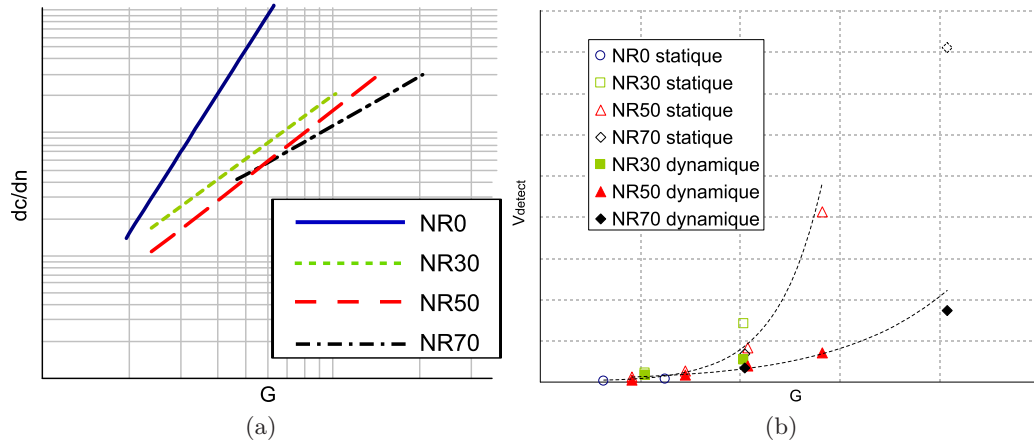 dc/dn
NR0
NR30
NR50
NR70
G
(a)
V_detect
NR0 statique
NR30 statique
NR50 statique
NR70 statique
NR30 dynamique
NR50 dynamique
NR70 dynamique
G
(b)